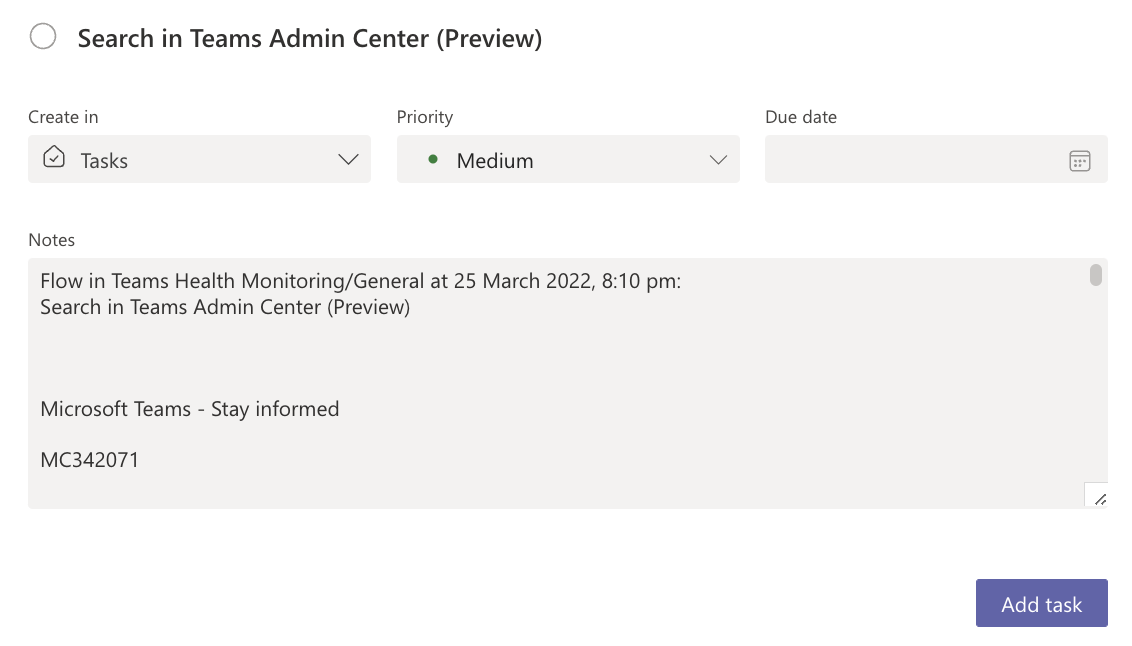 Search in Teams Admin Center (Preview)
Create in
Priority
Due date
Tasks
Medium
Notes
Flow in Teams Health Monitoring/General at 25 March 2022, 8:10 pm:
Search in Teams Admin Center (Preview)
Microsoft Teams - Stay informed
MC342071
Add task